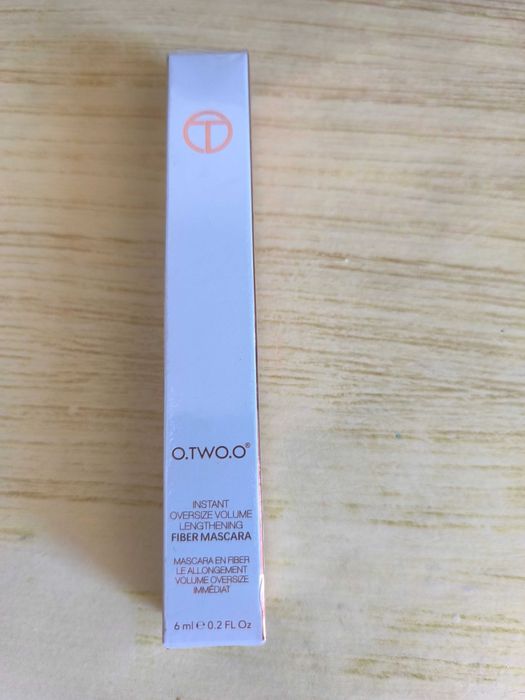 O.TWO.O®
INSTANT
OVERSIZE VOLUME
LENGTHENING
FIBER MASCARA
MASCARA EN FIBER
LE ALLONGEMENT
VOLUME OVERSIZE
IMMÉDIAT
6 ml ℮ 0.2 FL Oz